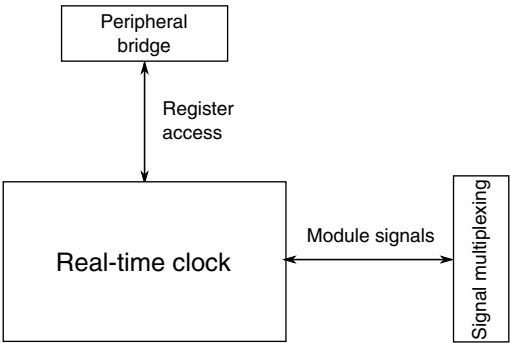 Peripheral
bridge
Register
access
Real-time clock
Module signals
Signal multiplexing